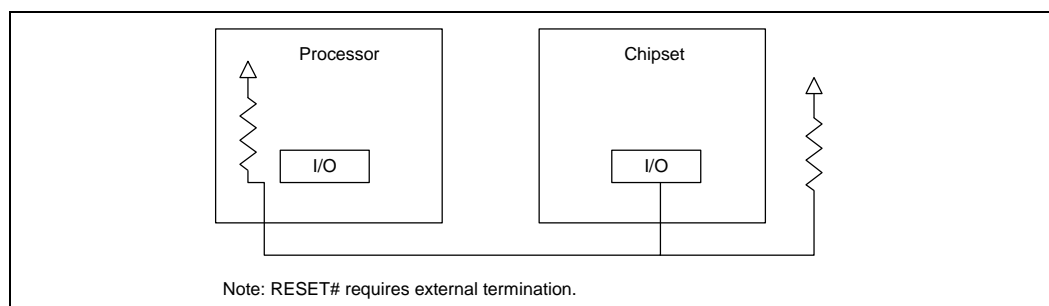 Processor
Chipset
I/O
I/O
Note: RESET# requires external termination.